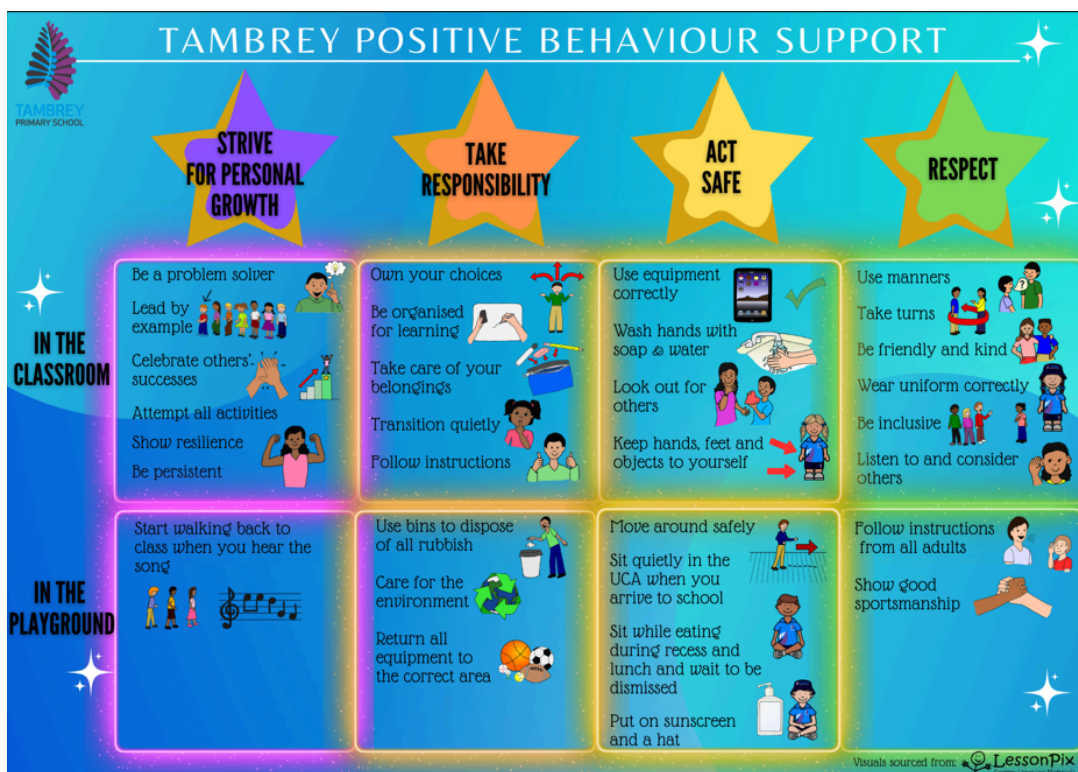 TAMBREY POSITIVE BEHAVIOUR SUPPORT
TAMBREY
PRIMARY SCHOOL
STRIVE
FOR PERSONAL
GROWTH
TAKE
RESPONSIBILITY
ACT
SAFE
RESPECT
IN THE
CLASSROOM
Be a problem solver
Lead by
example
Celebrate others'
successes
Attempt all activities
Show resilience
Be persistent
Own your choices
Be organised
for learning
Take care of your
belongings
Transition quietly
Follow instructions
Use equipment
correctly
Wash hands with
soap & water
Look out for
others
Keep hands, feet and
objects to yourself
Use manners
Take turns
Be friendly and kind
Wear uniform correctly
Be inclusive
Listen to and consider
others
IN THE
PLAYGROUND
Start walking back to
class when you hear the
song
Use bins to dispose
of all rubbish
Care for the
environment
Return all
equipment to
the correct area
Move around safely
Sit quietly in the
UCA when you
arrive to school
Sit while eating
during recess and
lunch and wait to be
dismissed
Put on sunscreen
and a hat
Follow instructions
from all adults
Show good
sportsmanship
Visuals sourced from: LessonPix